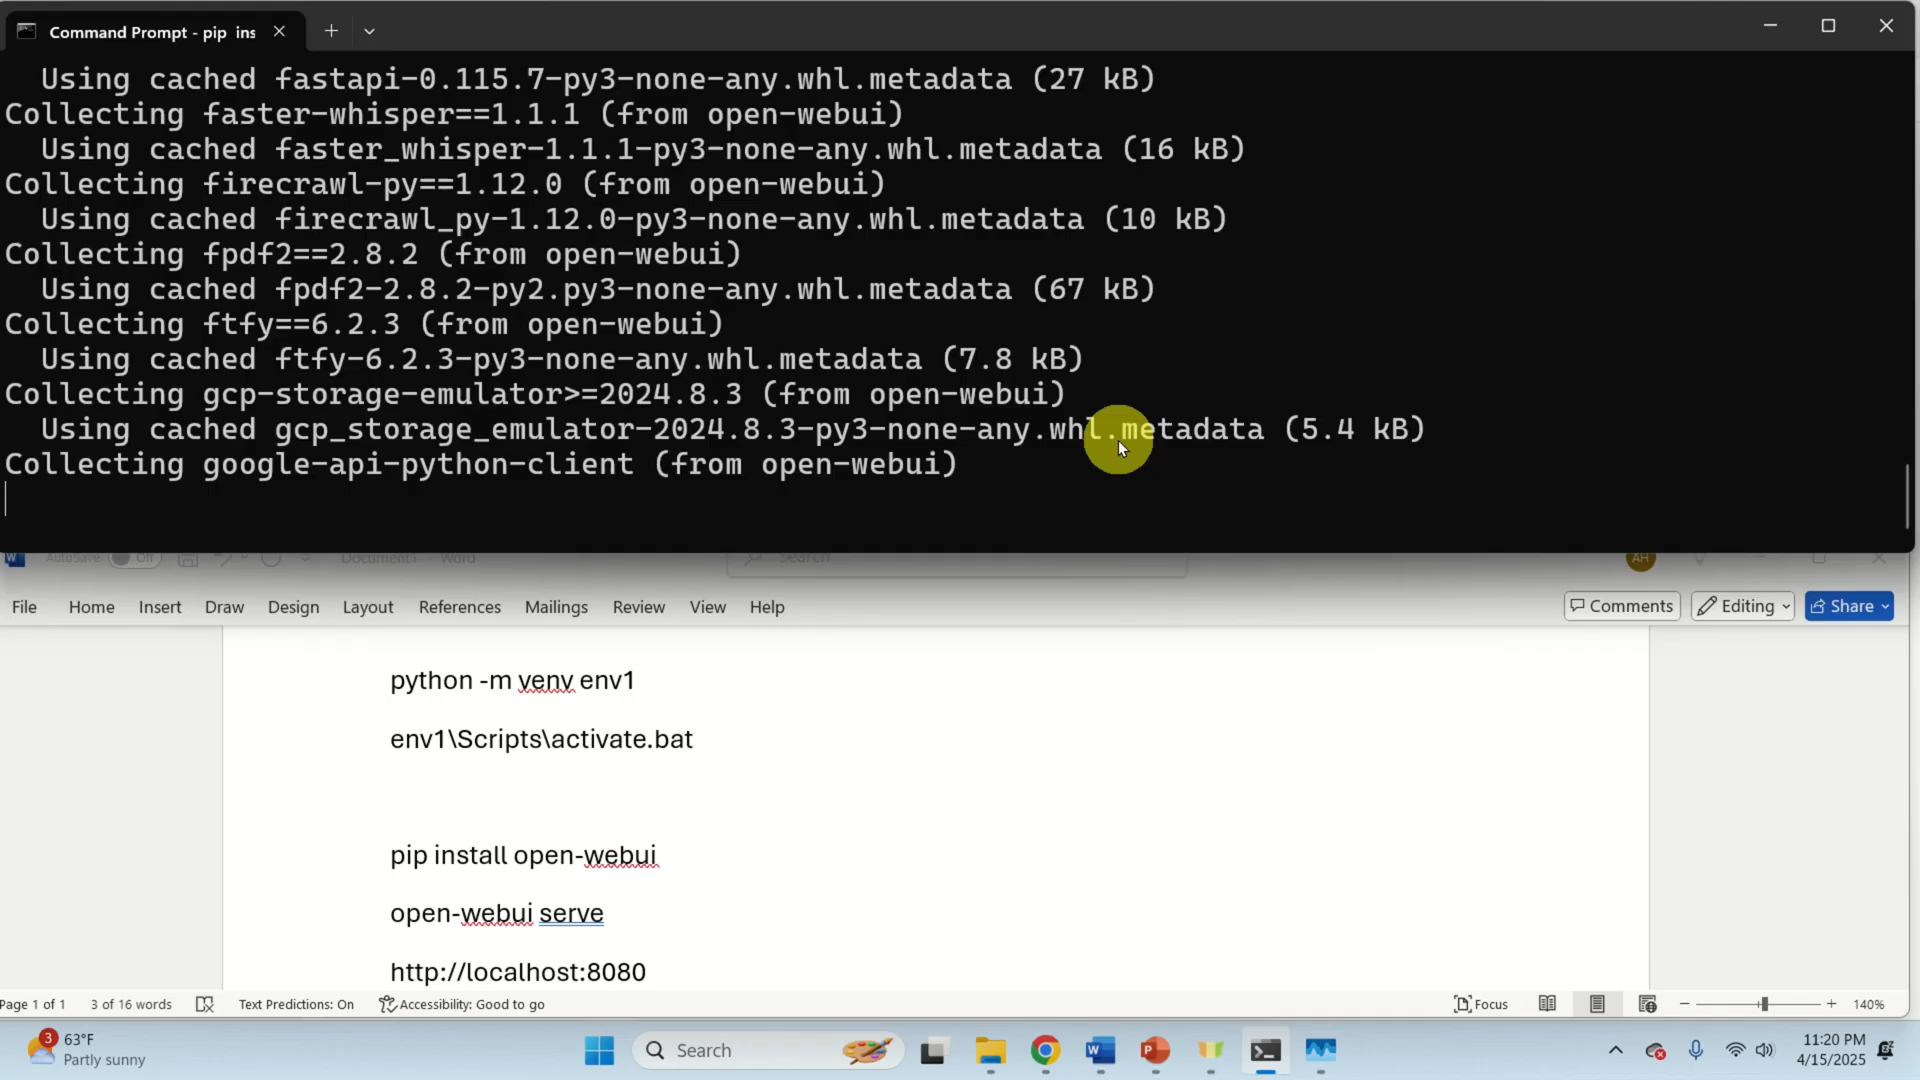 Command Prompt - pip ins
Using cached fastapi-0.115.7-py3-none-any.whl.metadata (27 kB)
Collecting faster-whisper==1.1.1 (from open-webui)
Using cached faster_whisper-1.1.1-py3-none-any.whl.metadata (16 kB)
Collecting firecrawl-py==1.12.0 (from open-webui)
Using cached firecrawl_py-1.12.0-py3-none-any.whl.metadata (10 kB)
Collecting fpdf2==2.8.2 (from open-webui)
Using cached fpdf2-2.8.2-py2.py3-none-any.whl.metadata (67 kB)
Collecting ftfy==6.2.3 (from open-webui)
Using cached ftfy-6.2.3-py3-none-any.whl.metadata (7.8 kB)
Collecting gcp-storage-emulator>=2024.8.3 (from open-webui)
Using cached gcp_storage_emulator-2024.8.3-py3-none-any.whl.metadata (5.4 kB)
Collecting google-api-python-client (from open-webui)
AutoSave Off Document1 - Word Search AH
File Home Insert Draw Design Layout References Mailings Review View Help Comments Editing Share
python -m venv env1
env1\Scripts\activate.bat
pip install open-webui
open-webui serve
http://localhost:8080
Page 1 of 1 3 of 16 words Text Predictions: On Accessibility: Good to go Focus 140%
3 63°F Search 11:20 PM
Partly sunny 4/15/2025